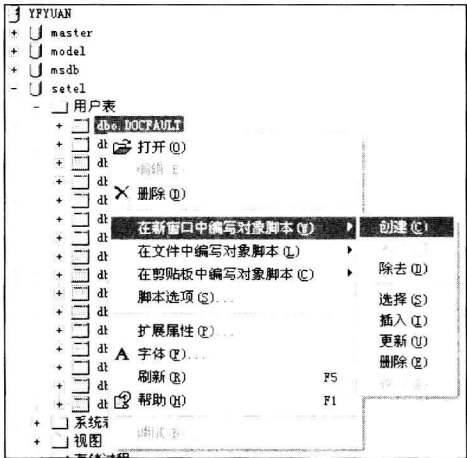 YFYUAN
master
model
msdb
setel
用户表
dbo.DOCFAULT
打开(O)
编辑(E)
删除(D)
在新窗口中编写对象脚本(W)
在文件中编写对象脚本(L)
在剪贴板中编写对象脚本(C)
脚本选项(S)...
扩展属性(P)...
字体(F)...
刷新(R) F5
帮助(H) F1
创建(C)
除去(D)
选择(S)
插入(I)
更新(U)
删除(E)
系统
视图